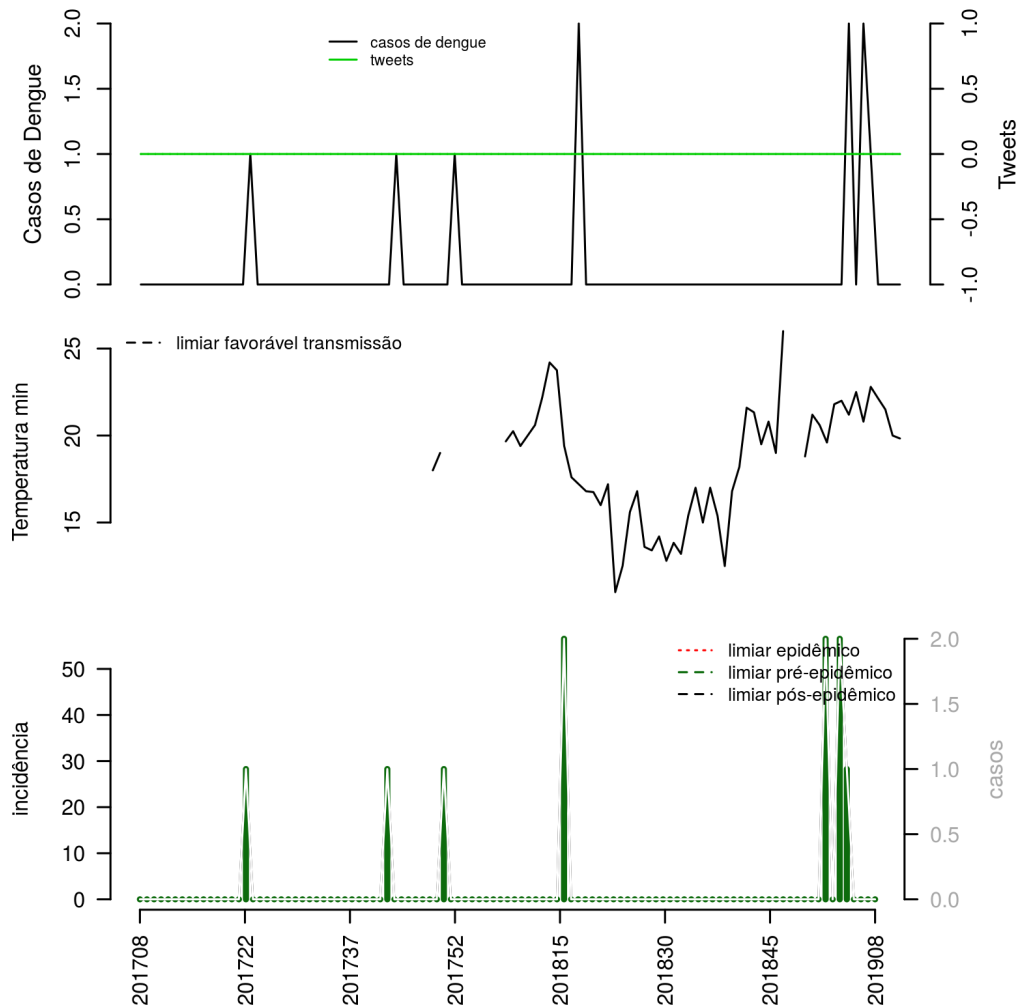 casos de dengue
tweets
Casos de Dengue
0.0 0.5 1.0 1.5 2.0
Tweets
-1.0 -0.5 0.0 0.5 1.0
limiar favorável transmissão
Temperatura min
15 20 25
limiar epidêmico
limiar pré-epidêmico
limiar pós-epidêmico
incidência
50
40
30
20
10
0
casos
2.0
1.5
1.0
0.5
0.0
201708 201722 201737 201752 201815 201830 201845 201908